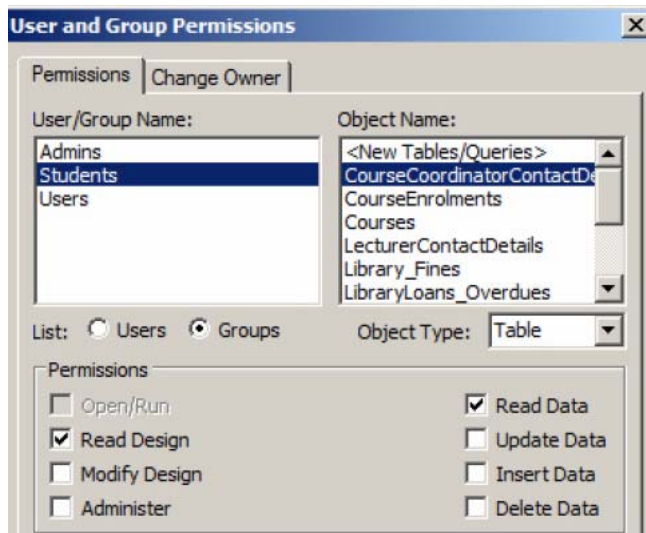 User and Group Permissions
Permissions
Change Owner
User/Group Name:
Admins
Students
Users
Object Name:
<New Tables/Queries>
CourseCoordinatorContactDe
CourseEnrolments
Courses
LecturerContactDetails
Library_Fines
LibraryLoans_Overdues
List: Users Groups
Object Type: Table
Permissions
Open/Run
Read Design
Modify Design
Administer
Read Data
Update Data
Insert Data
Delete Data